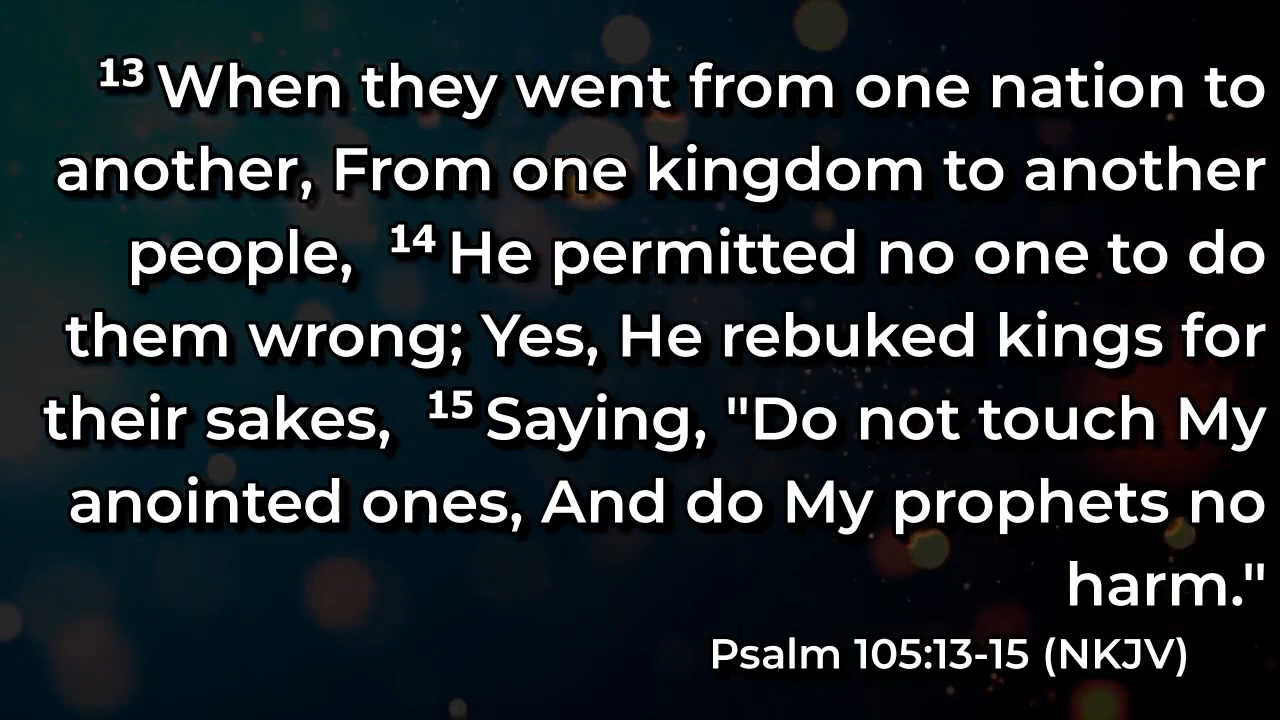 ¹³ When they went from one nation to
another, From one kingdom to another
people, ¹⁴ He permitted no one to do
them wrong; Yes, He rebuked kings for
their sakes, ¹⁵ Saying, "Do not touch My
anointed ones, And do My prophets no
harm."
Psalm 105:13-15 (NKJV)